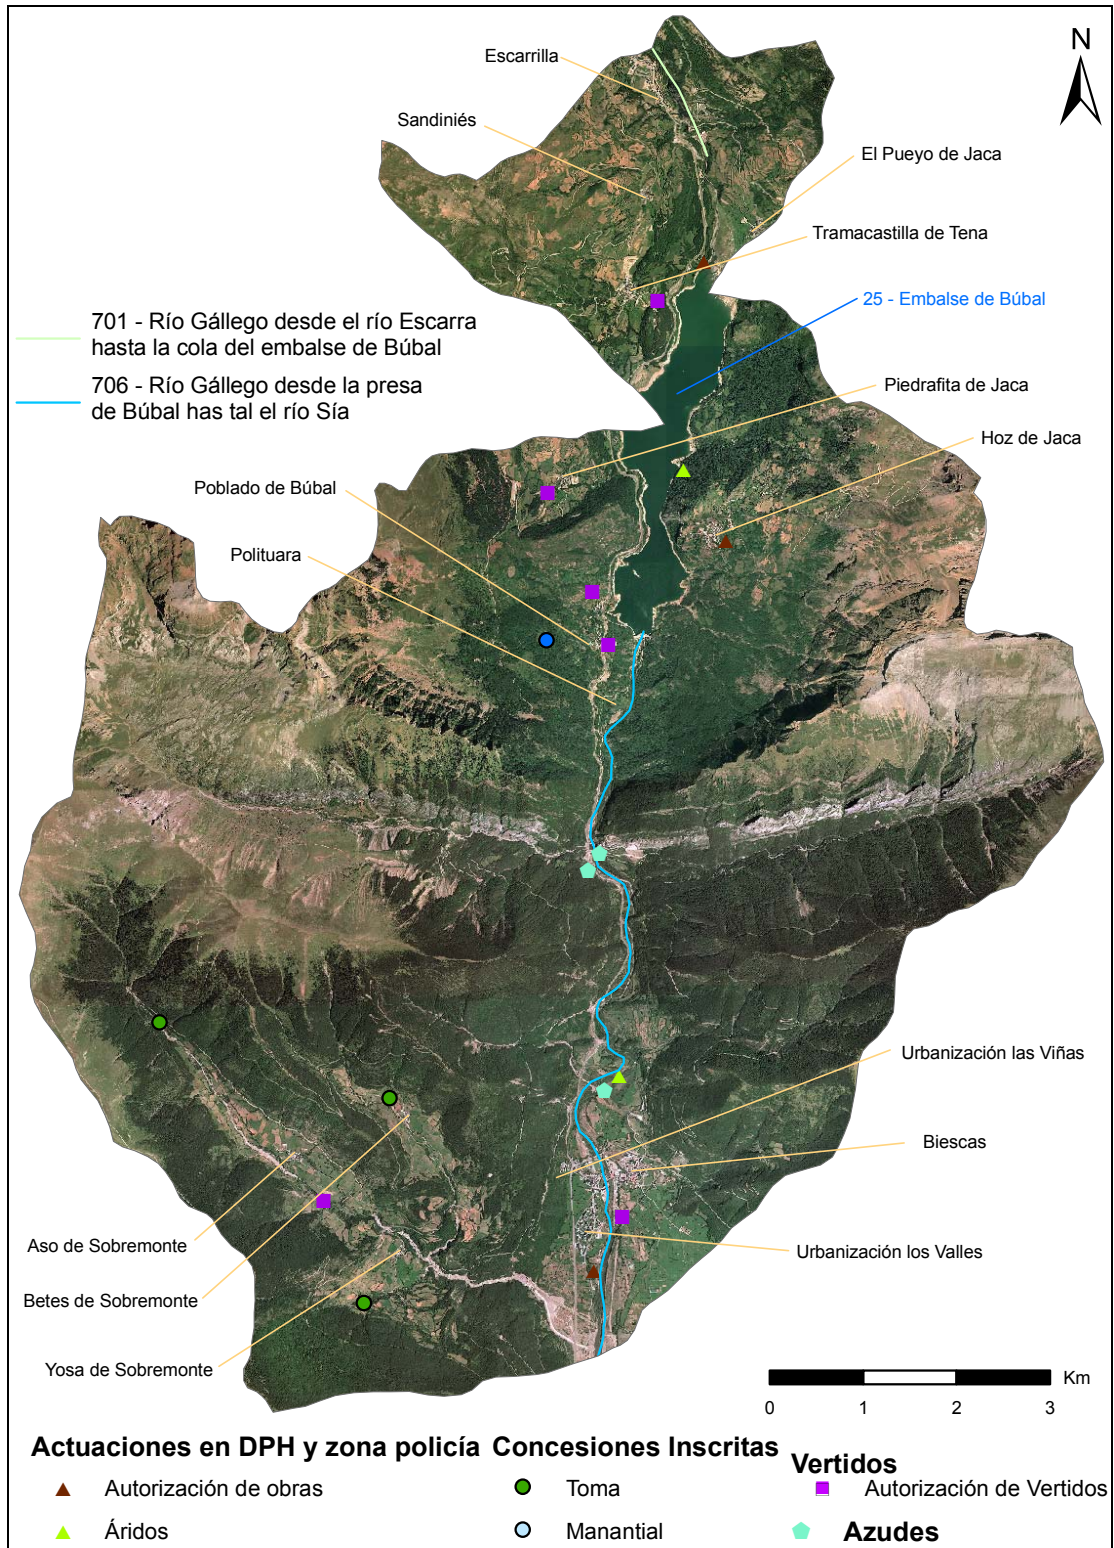 N
Escarrilla
Sandiniés
El Pueyo de Jaca
Tramacastilla de Tena
25 - Embalse de Búbal
701 - Río Gállego desde el río Escarra
hasta la cola del embalse de Búbal
706 - Río Gállego desde la presa
de Búbal has tal el río Sía
Piedrafita de Jaca
Hoz de Jaca
Poblado de Búbal
Polituara
Urbanización las Viñas
Biescas
Aso de Sobremonte
Urbanización los Valles
Betes de Sobremonte
Yosa de Sobremonte
Km
0 1 2 3
Actuaciones en DPH y zona policía
Autorización de obras
Áridos
Concesiones Inscritas
Toma
Manantial
Vertidos
Autorización de Vertidos
Azudes